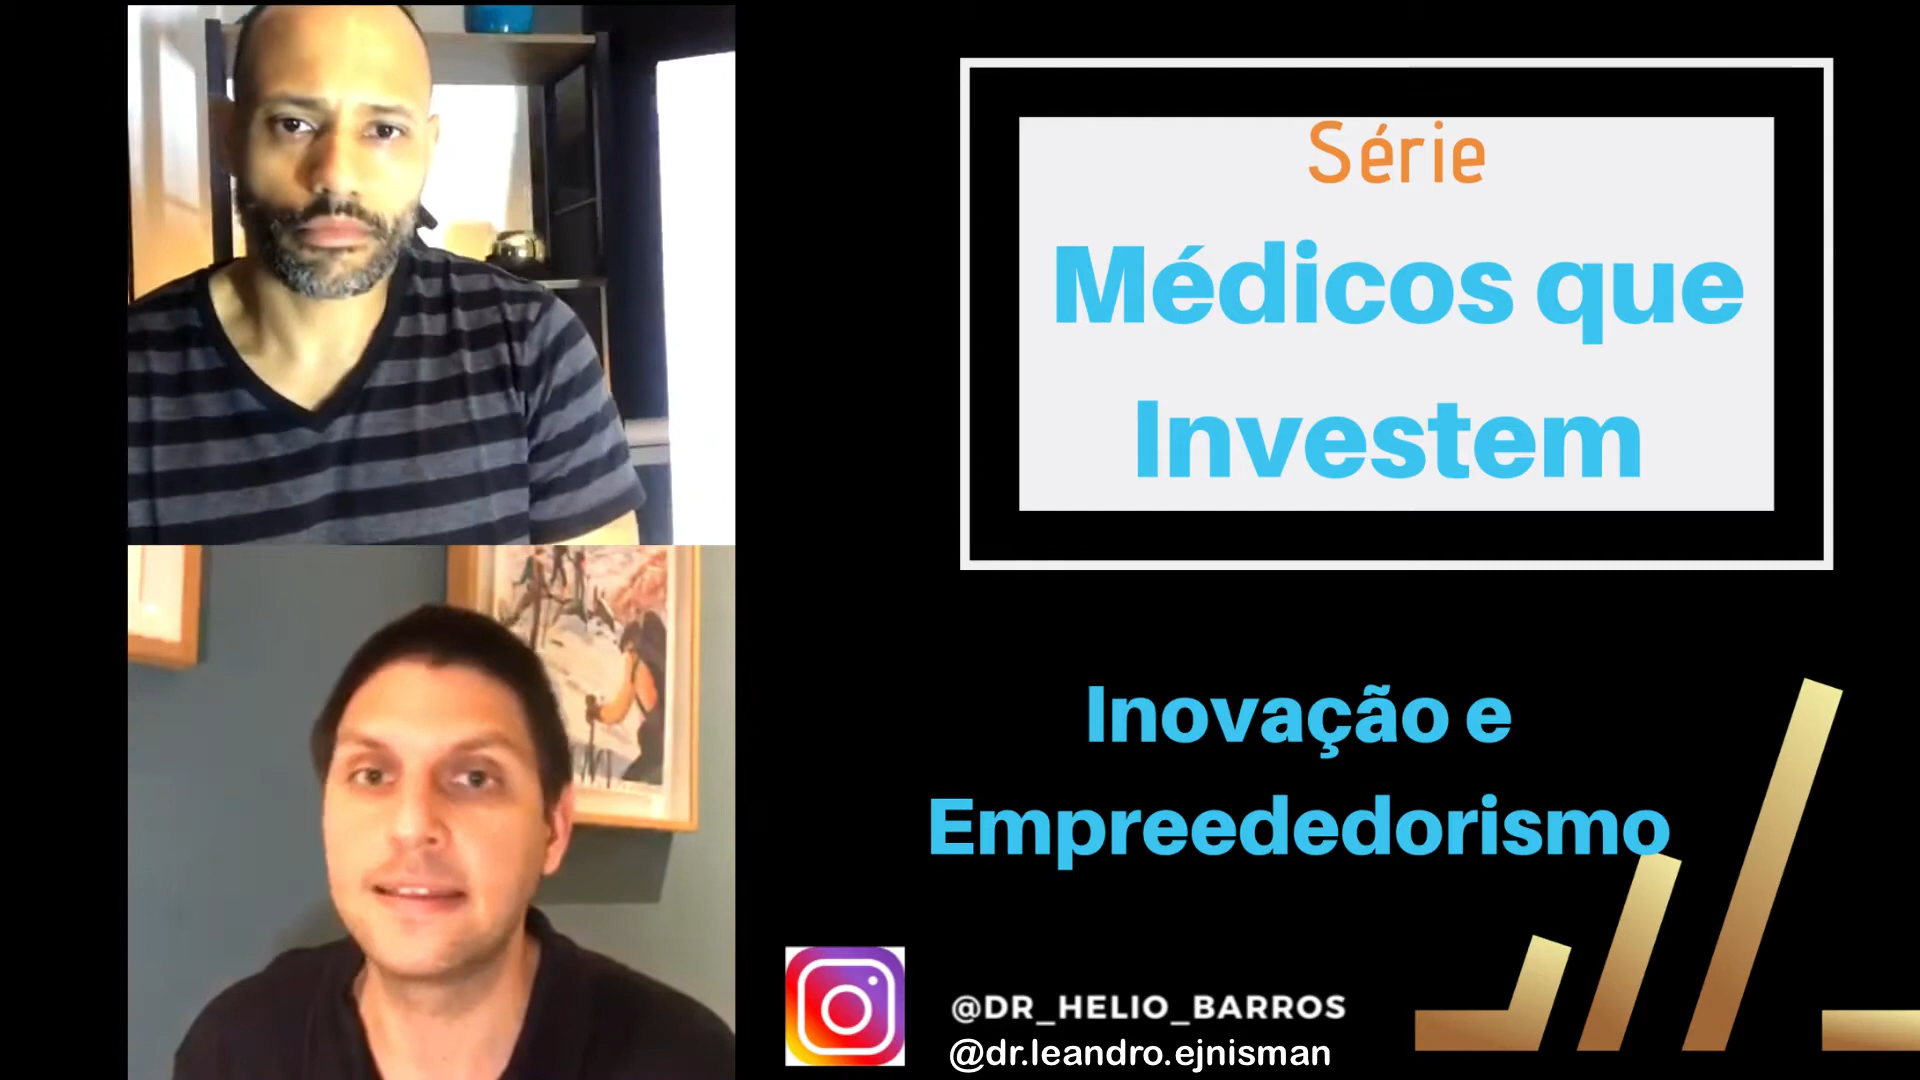 Série
Médicos que
Investem
Inovação e
Empreededorismo
@DR_HELIO_BARROS
@dr.leandro.ejnisman